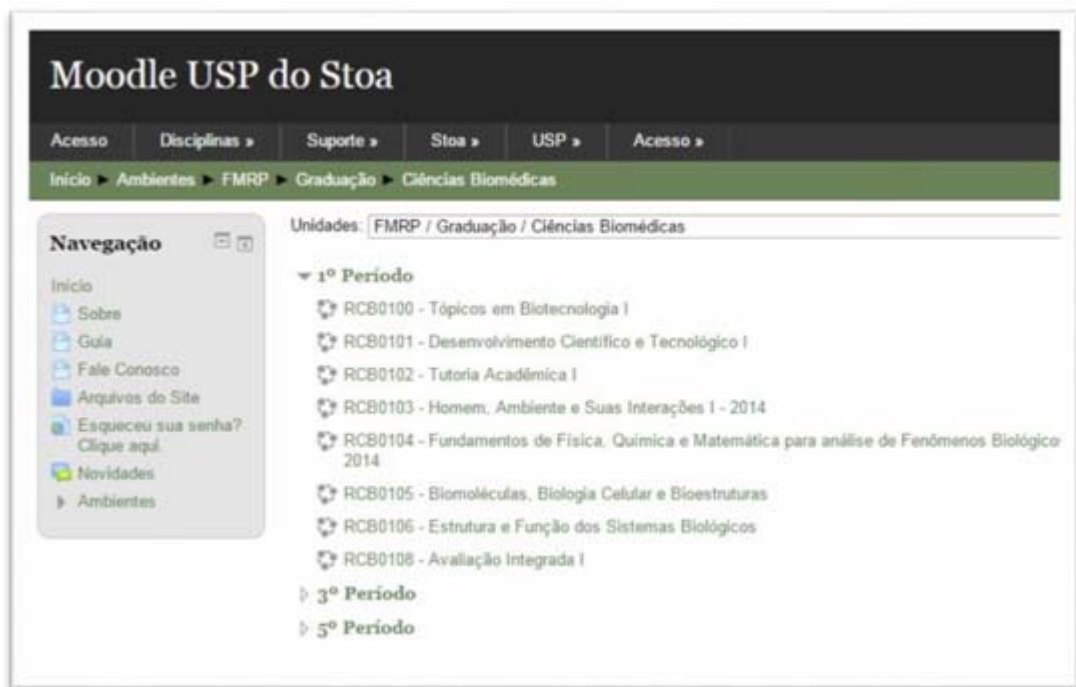 Moodle USP do Stoa
Acesso Disciplinas » Suporte » Stoa » USP » Acesso »
Início ► Ambientes ► FMRP ► Graduação ► Ciências Biomédicas
Navegação
Início
Sobre
Guia
Fale Conosco
Arquivos do Site
Esqueceu sua senha?
Clique aqui.
Novidades
Ambientes
Unidades: FMRP / Graduação / Ciências Biomédicas
1º Período
RCB0100 - Tópicos em Biotecnologia I
RCB0101 - Desenvolvimento Científico e Tecnológico I
RCB0102 - Tutoria Acadêmica I
RCB0103 - Homem, Ambiente e Suas Interações I - 2014
RCB0104 - Fundamentos de Física, Química e Matemática para análise de Fenômenos Biológico
2014
RCB0105 - Biomoléculas, Biologia Celular e Bioestruturas
RCB0106 - Estrutura e Função dos Sistemas Biológicos
RCB0108 - Avaliação Integrada I
3º Período
5º Período